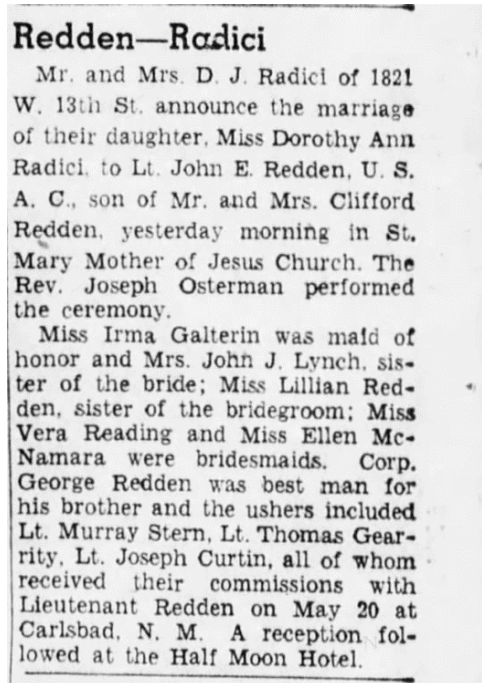 Redden—Radici
Mr. and Mrs. D. J. Radici of 1821
W. 13th St. announce the marriage
of their daughter, Miss Dorothy Ann
Radici, to Lt. John E. Redden, U. S.
A. C., son of Mr. and Mrs. Clifford
Redden, yesterday morning in St.
Mary Mother of Jesus Church. The
Rev. Joseph Osterman performed
the ceremony.
Miss Irma Galterin was maid of
honor and Mrs. John J. Lynch, sis-
ter of the bride; Miss Lillian Red-
den, sister of the bridegroom; Miss
Vera Reading and Miss Ellen Mc-
Namara were bridesmaids. Corp.
George Redden was best man for
his brother and the ushers included
Lt. Murray Stern, Lt. Thomas Gear-
rity, Lt. Joseph Curtin, all of whom
received their commissions with
Lieutenant Redden on May 20 at
Carlsbad, N. M. A reception fol-
lowed at the Half Moon Hotel.